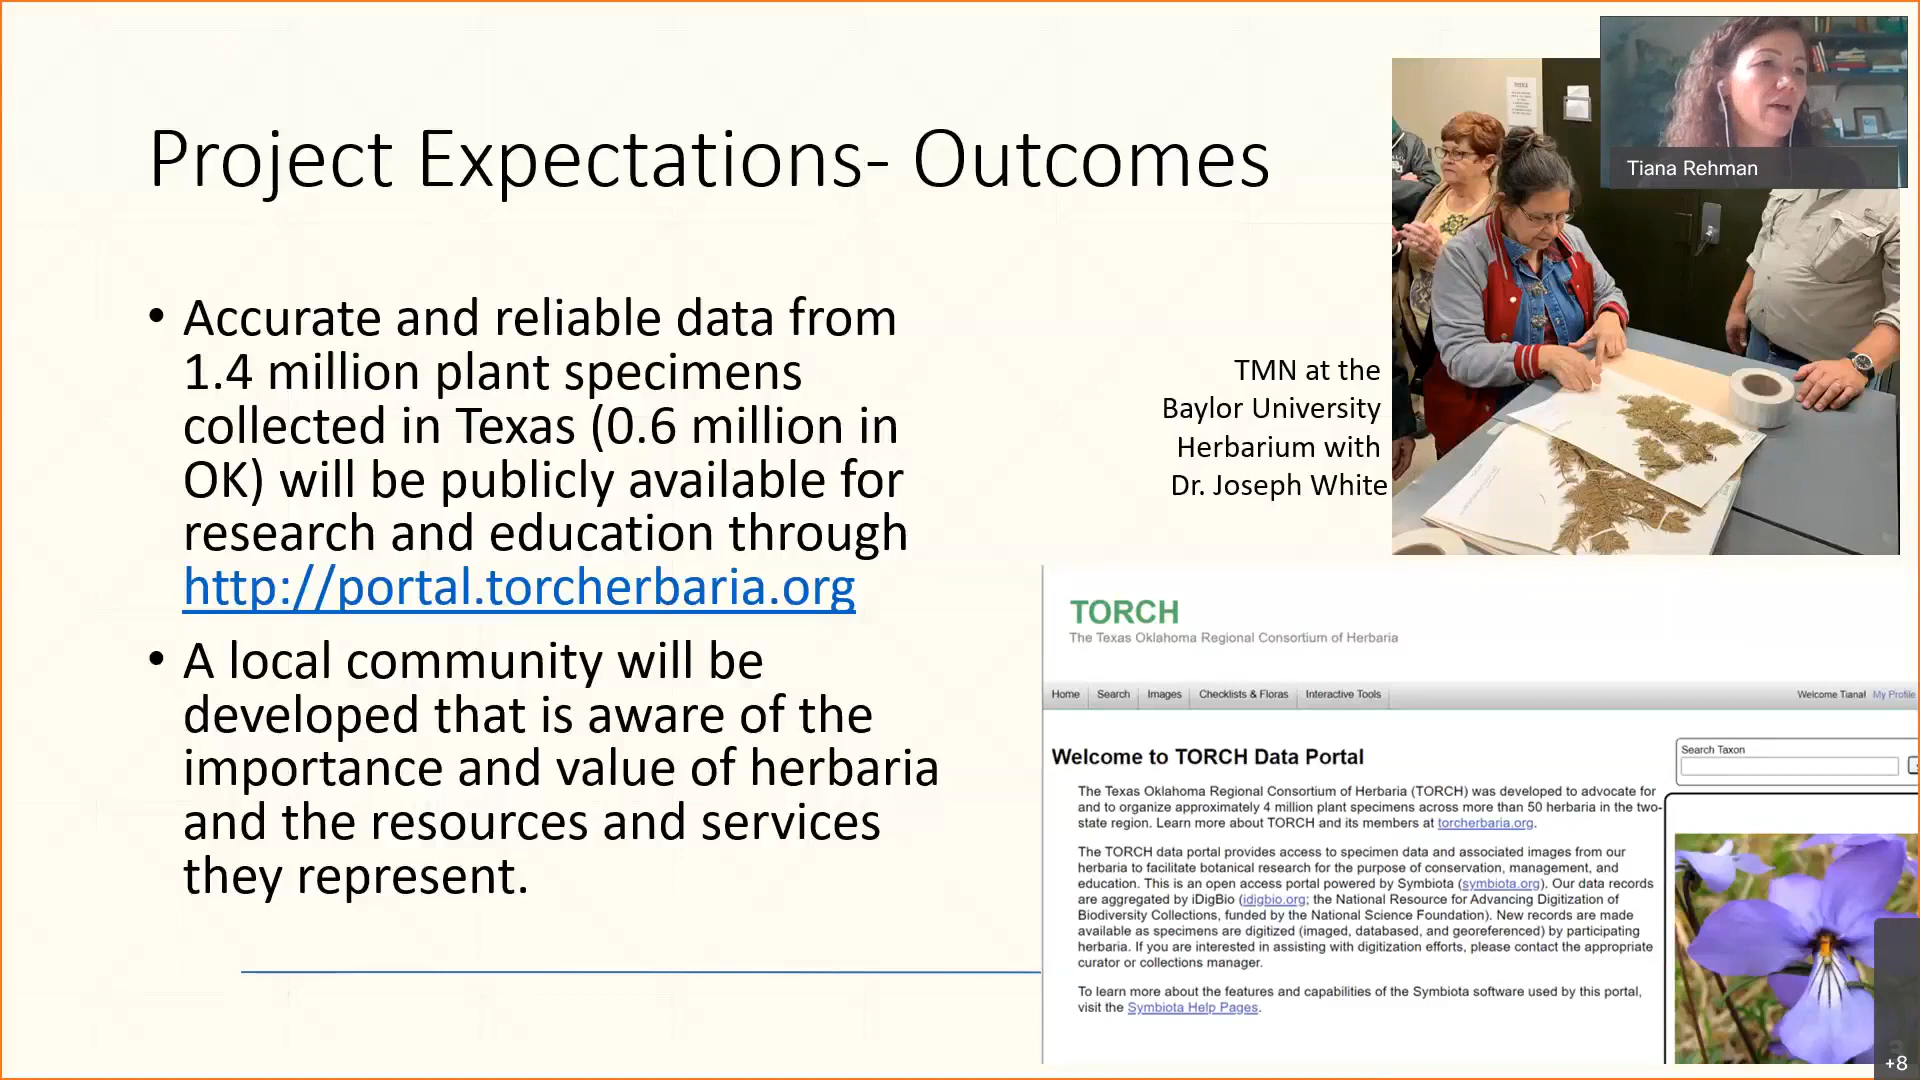 Project Expectations- Outcomes
Tiana Rehman
• Accurate and reliable data from
1.4 million plant specimens
collected in Texas (0.6 million in
OK) will be publicly available for
research and education through
http://portal.torcherbaria.org
• A local community will be
developed that is aware of the
importance and value of herbaria
and the resources and services
they represent.
TMN at the
Baylor University
Herbarium with
Dr. Joseph White
TORCH
The Texas Oklahoma Regional Consortium of Herbaria
Home Search Images Checklists & Floras Interactive Tools Welcome Tiana! My Profile
Welcome to TORCH Data Portal
The Texas Oklahoma Regional Consortium of Herbaria (TORCH) was developed to advocate for
and to organize approximately 4 million plant specimens across more than 50 herbaria in the two-
state region. Learn more about TORCH and its members at torcherbaria.org.
The TORCH data portal provides access to specimen data and associated images from our
herbaria to facilitate botanical research for the purpose of conservation, management, and
education. This is an open access portal powered by Symbiota (symbiota.org). Our data records
are aggregated by iDigBio (idigbio.org; the National Resource for Advancing Digitization of
Biodiversity Collections, funded by the National Science Foundation). New records are made
available as specimens are digitized (imaged, databased, and georeferenced) by participating
herbaria. If you are interested in assisting with digitization efforts, please contact the appropriate
curator or collections manager.
To learn more about the features and capabilities of the Symbiota software used by this portal,
visit the Symbiota Help Pages.
Search Taxon
+8